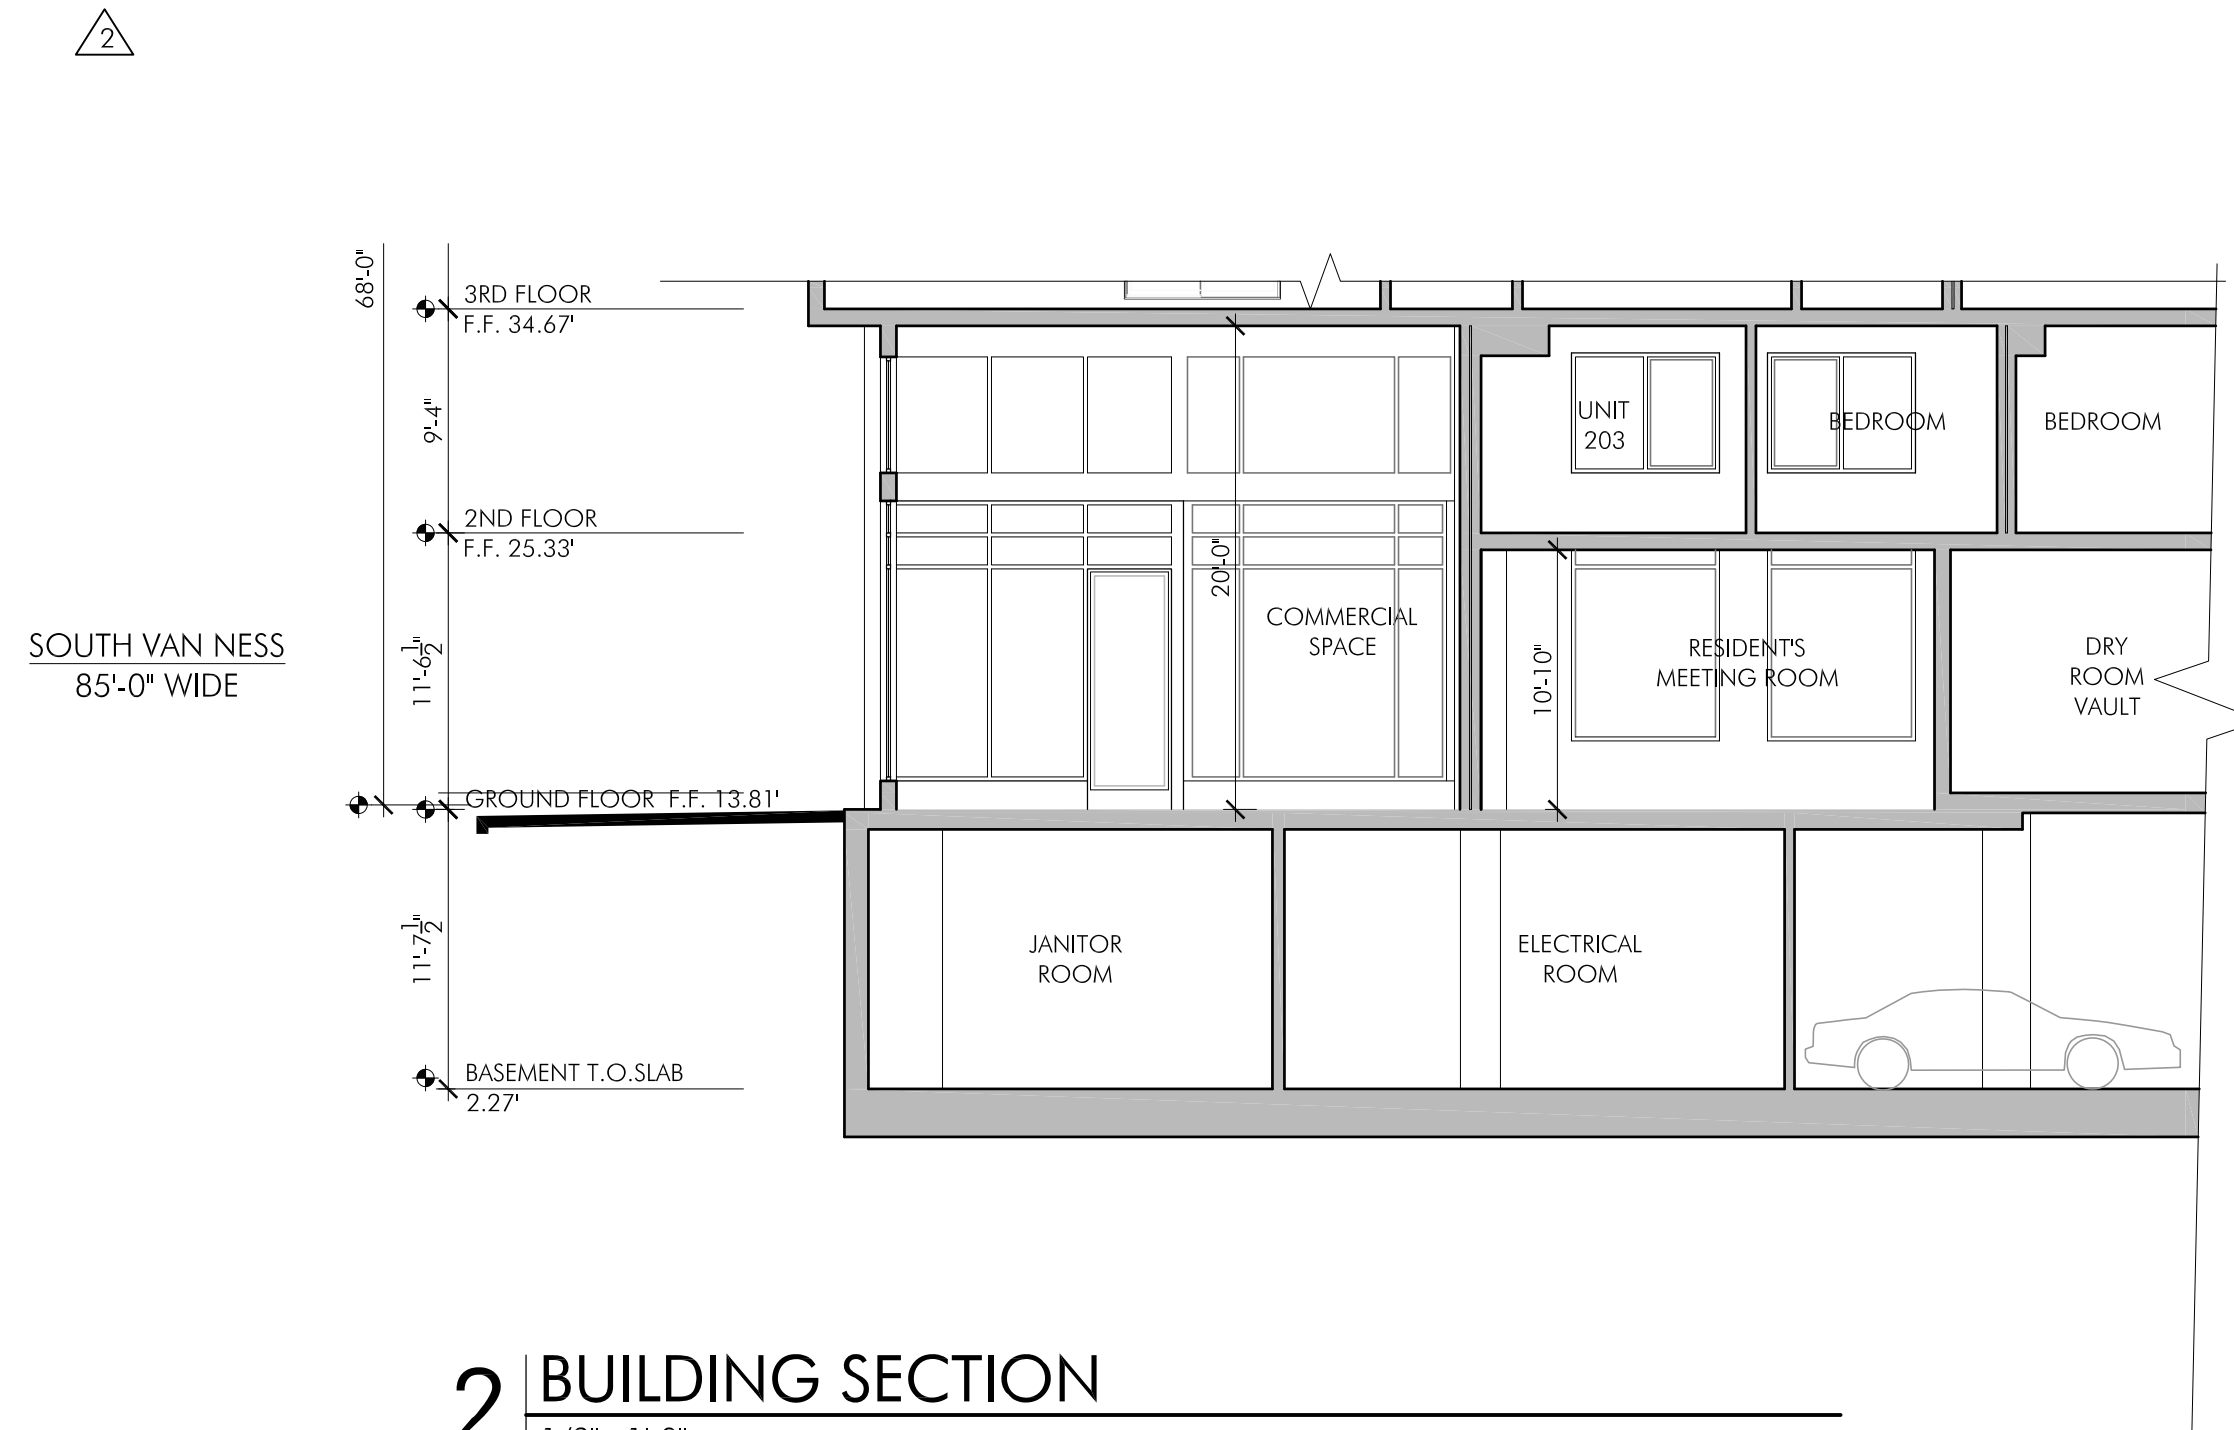 2
68'-0"
3RD FLOOR
F.F. 34.67'
9'-4"
UNIT
203
BEDROOM
BEDROOM
2ND FLOOR
F.F. 25.33'
20'-0"
COMMERCIAL
SPACE
SOUTH VAN NESS
85'-0" WIDE
11'-6 1/2"
10'-10"
RESIDENT'S
MEETING ROOM
DRY
ROOM
VAULT
GROUND FLOOR F.F. 13.81'
11'-7 1/2"
JANITOR
ROOM
ELECTRICAL
ROOM
BASEMENT T.O.SLAB
2.27'
2
BUILDING SECTION